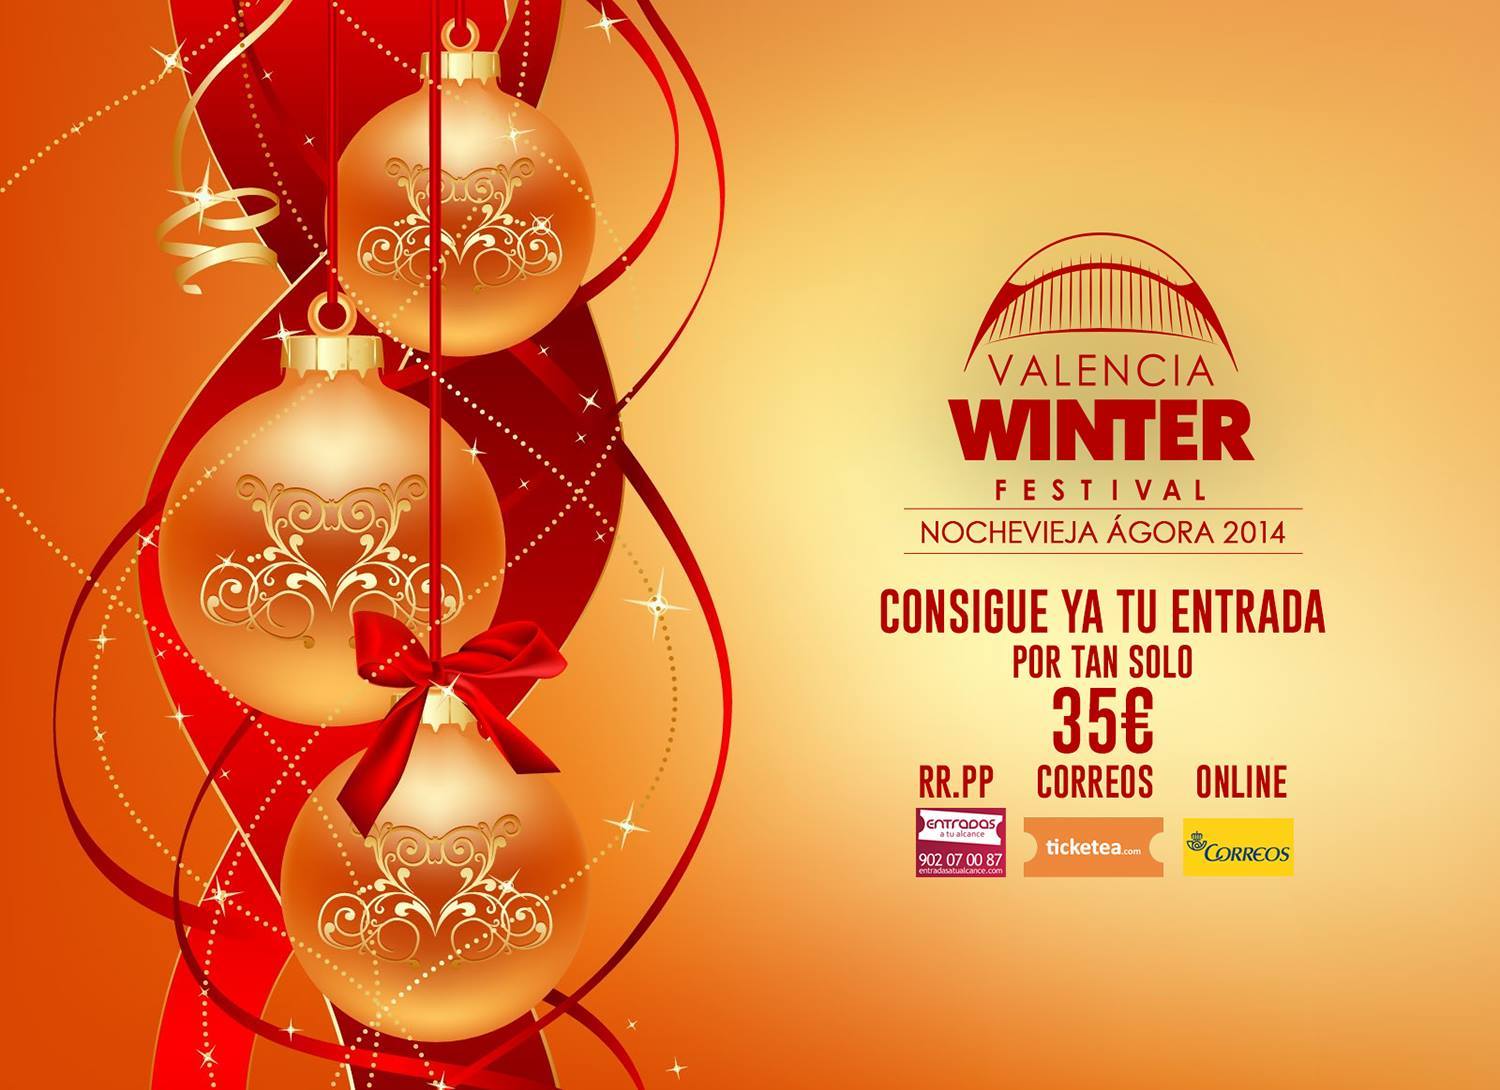 VALENCIA
WINTER
FESTIVAL
NOCHEVIEJA ÁGORA 2014
CONSIGUE YA TU ENTRADA
POR TAN SOLO
35€
RR.PP CORREOS ONLINE
ENTRADAS
a tu alcance
902 07 00 87
entradasatualcance.com
ticketea.com
CORREOS